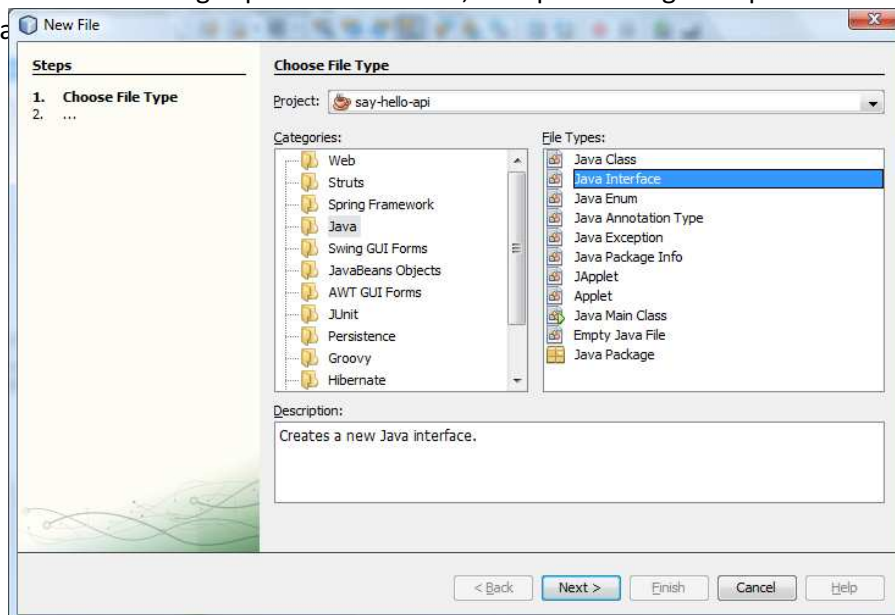 New File
Steps
1. Choose File Type
2. ...
Choose File Type
Project: say-hello-api
Categories:
Web
Struts
Spring Framework
Java
Swing GUI Forms
JavaBeans Objects
AWT GUI Forms
JUnit
Persistence
Groovy
Hibernate
File Types:
Java Class
Java Interface
Java Enum
Java Annotation Type
Java Exception
Java Package Info
JApplet
Applet
Java Main Class
Empty Java File
Java Package
Description:
Creates a new Java interface.
< Back
Next >
Finish
Cancel
Help